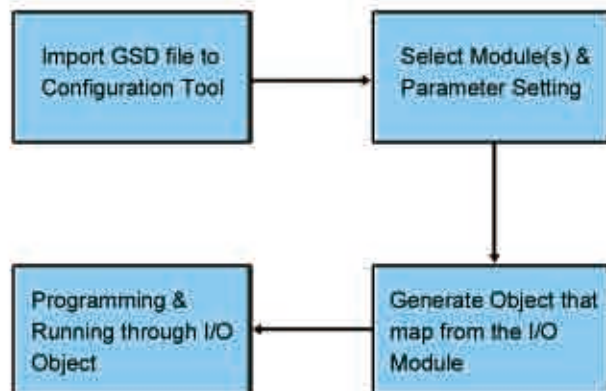 Import GSD file to
Configuration Tool
Select Module(s) &
Parameter Setting
Programming &
Running through I/O
Object
Generate Object that
map from the I/O
Module